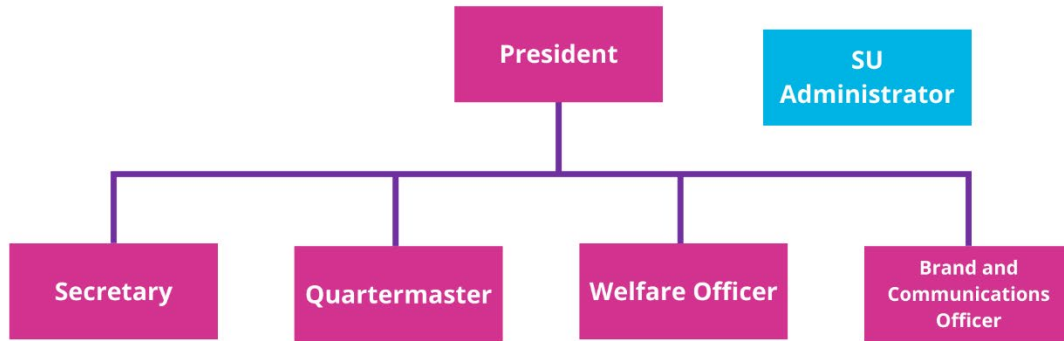 President
SU
Administrator
Secretary
Quartermaster
Welfare Officer
Brand and
Communications
Officer